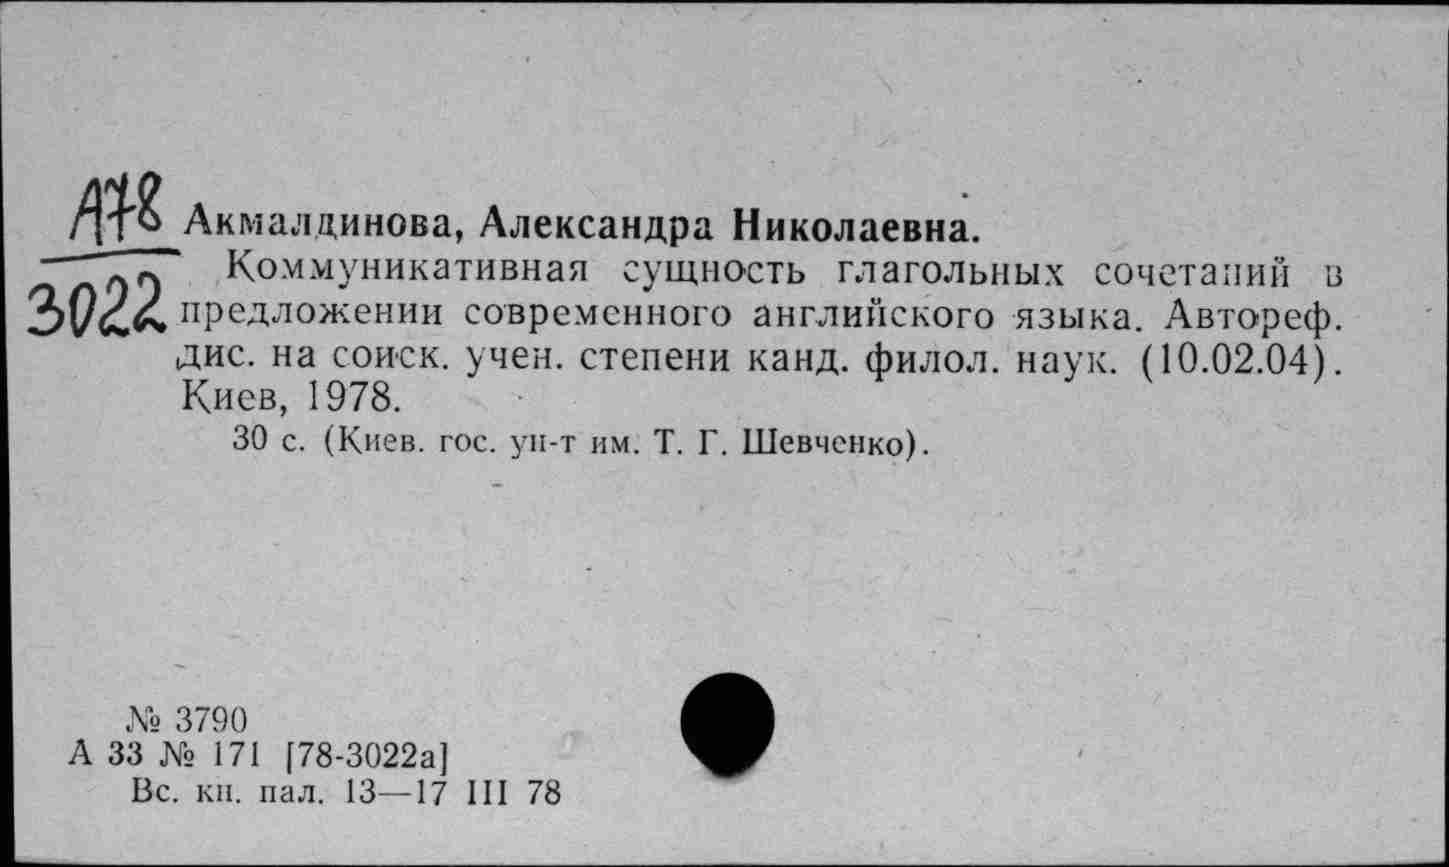 А78
3022
Акмалдинова, Александра Николаевна.
Коммуникативная сущность глагольных сочетаний в
предложении современного английского языка. Автореф.
дис. на соиск. учен. степени канд. филол. наук. (10.02.04).
Киев, 1978.
30 с. (Киев. гос. ун-т им. Т. Г. Шевченко).
№ 3790
А 33 № 171 [78-3022а]
Вс. кн. пал. 13—17 III 78